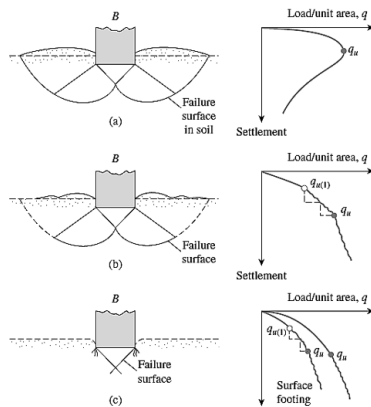 B
Failure
surface
in soil
(a)
Load/unit area, q
qu
Settlement
B
Failure
surface
(b)
Load/unit area, q
qu(1)
qu
Settlement
B
Failure
surface
(c)
Load/unit area, q
qu(1)
qu
qu
Surface
footing
Settlement